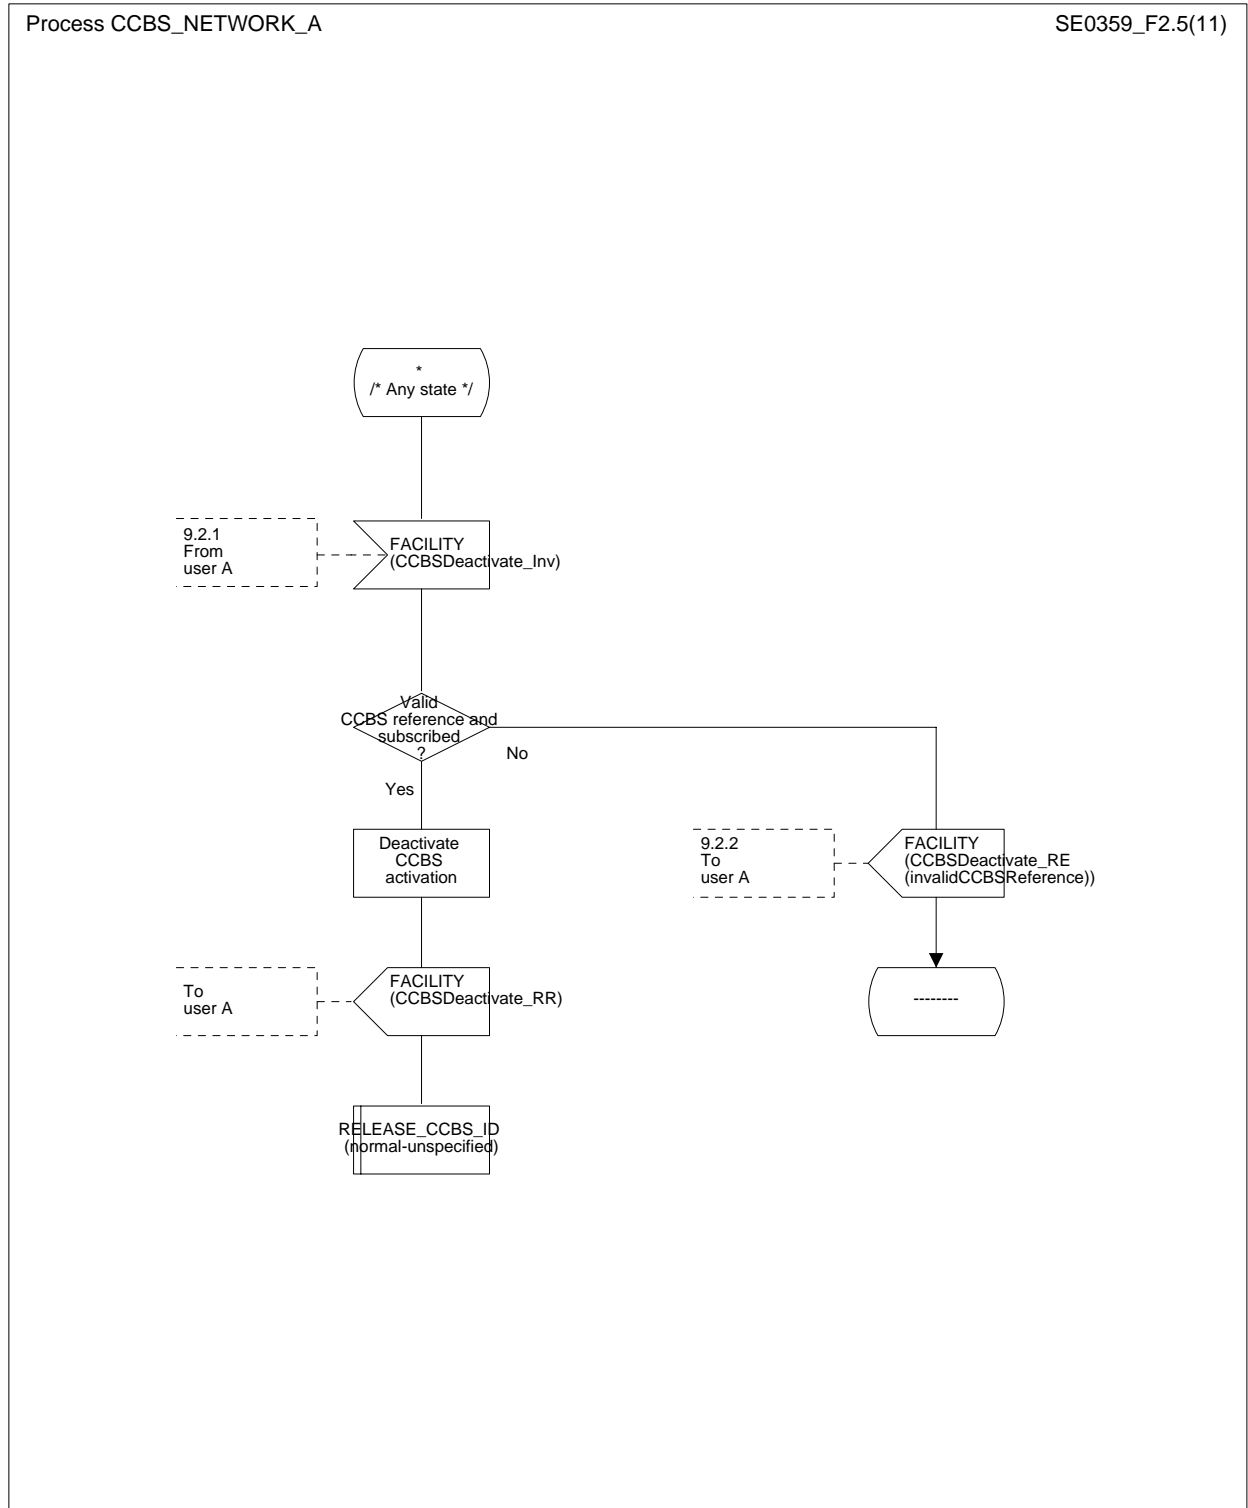 Process CCBS_NETWORK_A
SE0359_F2.5(11)
*
/* Any state */
9.2.1
From
user A
FACILITY
(CCBSDeactivate_Inv)
Valid
CCBS reference and
subscribed
?
No
Yes
Deactivate
CCBS
activation
9.2.2
To
user A
FACILITY
(CCBSDeactivate_RE
(invalidCCBSReference))
To
user A
FACILITY
(CCBSDeactivate_RR)
--------
RELEASE_CCBS_ID
(normal-unspecified)